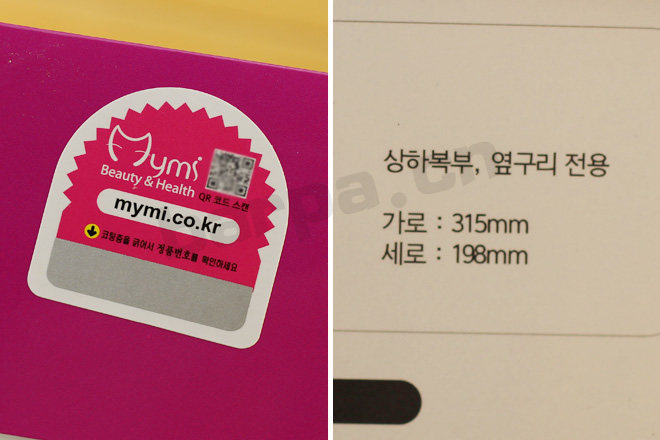 Mymi
Beauty & Health
QR 코드 스캔
mymi.co.kr
코팅층을 긁어서 정품번호를 확인하세요
상하복부, 옆구리 전용
가로 : 315mm
세로 : 198mm